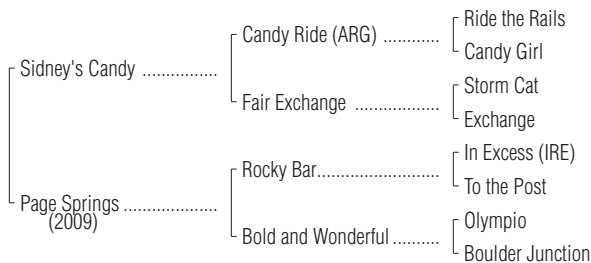 Ride the Rails
Candy Ride (ARG) ............
Candy Girl
Sidney's Candy ................
Storm Cat
Fair Exchange ..................
Exchange
In Excess (IRE)
Rocky Bar..........................
To the Post
Page Springs ....................
(2009)
Olympio
Bold and Wonderful ..........
Boulder Junction